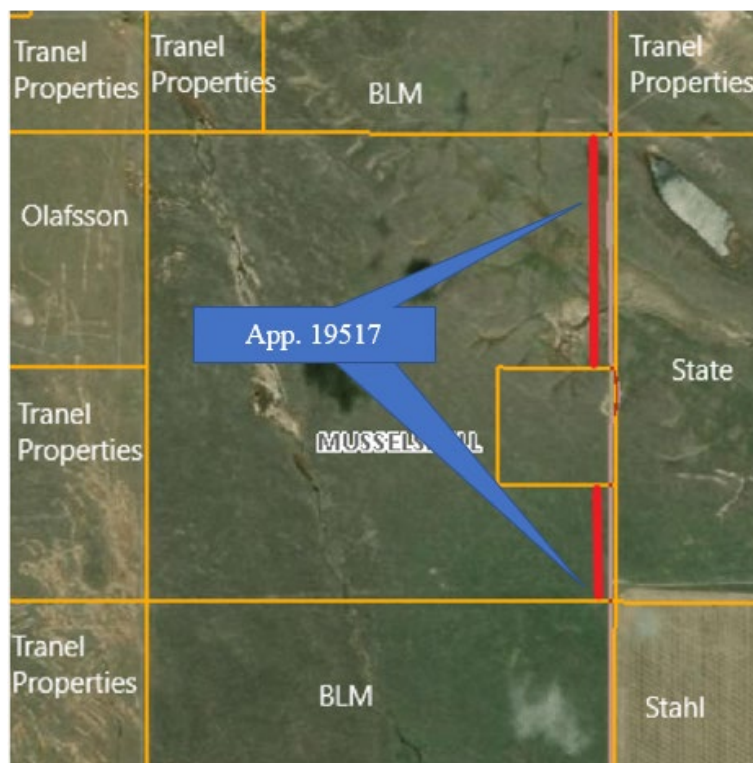 Tranel
Properties
Tranel
Properties
BLM
Tranel
Properties
Olafsson
App. 19517
State
Tranel
Properties
Tranel
Properties
BLM
Stahl